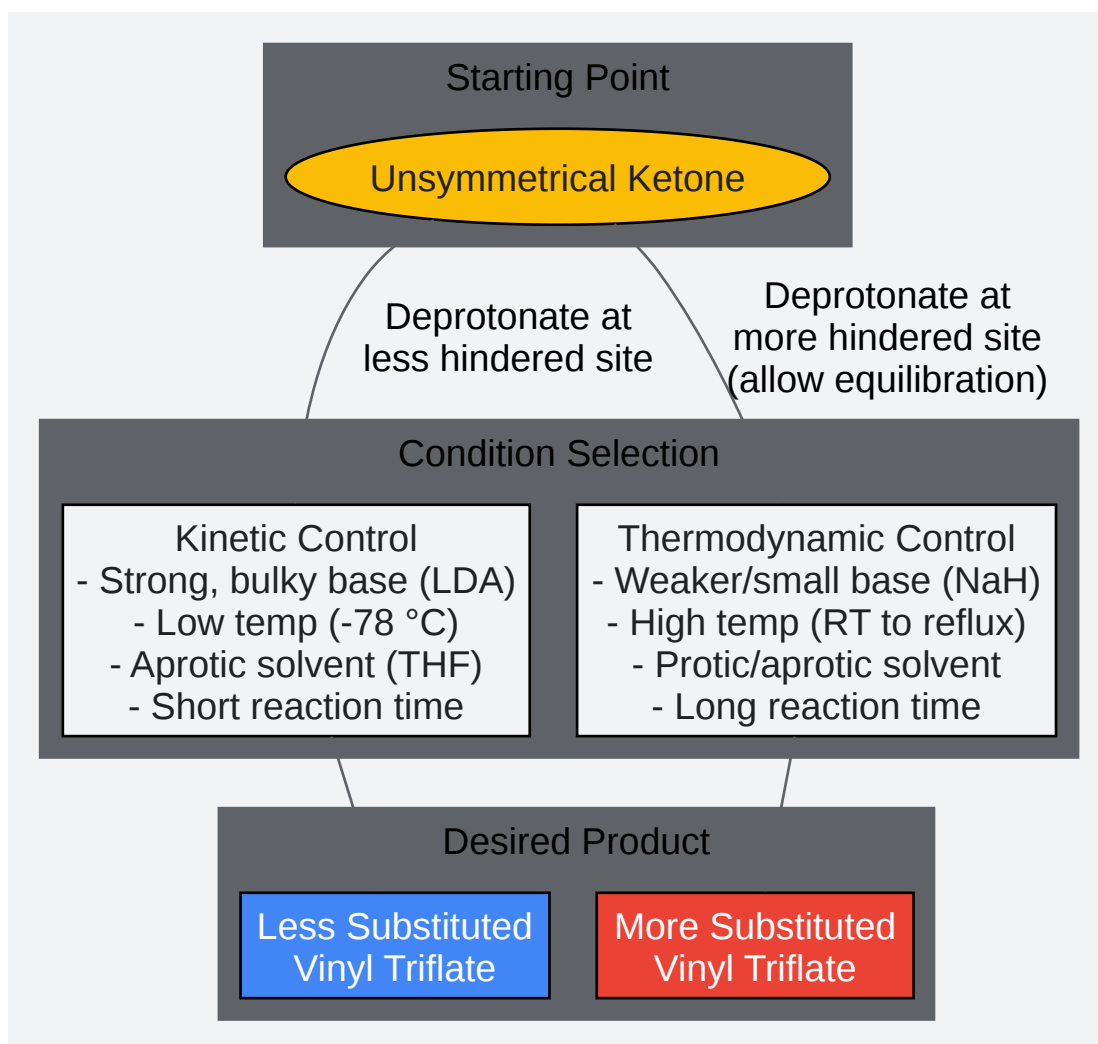 Starting Point
Unsymmetrical Ketone
Deprotonate at
less hindered site
Deprotonate at
more hindered site
(allow equilibration)
Condition Selection
Kinetic Control
- Strong, bulky base (LDA)
- Low temp (-78 °C)
- Aprotic solvent (THF)
- Short reaction time
Thermodynamic Control
- Weaker/small base (NaH)
- High temp (RT to reflux)
- Protic/aprotic solvent
- Long reaction time
Desired Product
Less Substituted
Vinyl Triflate
More Substituted
Vinyl Triflate